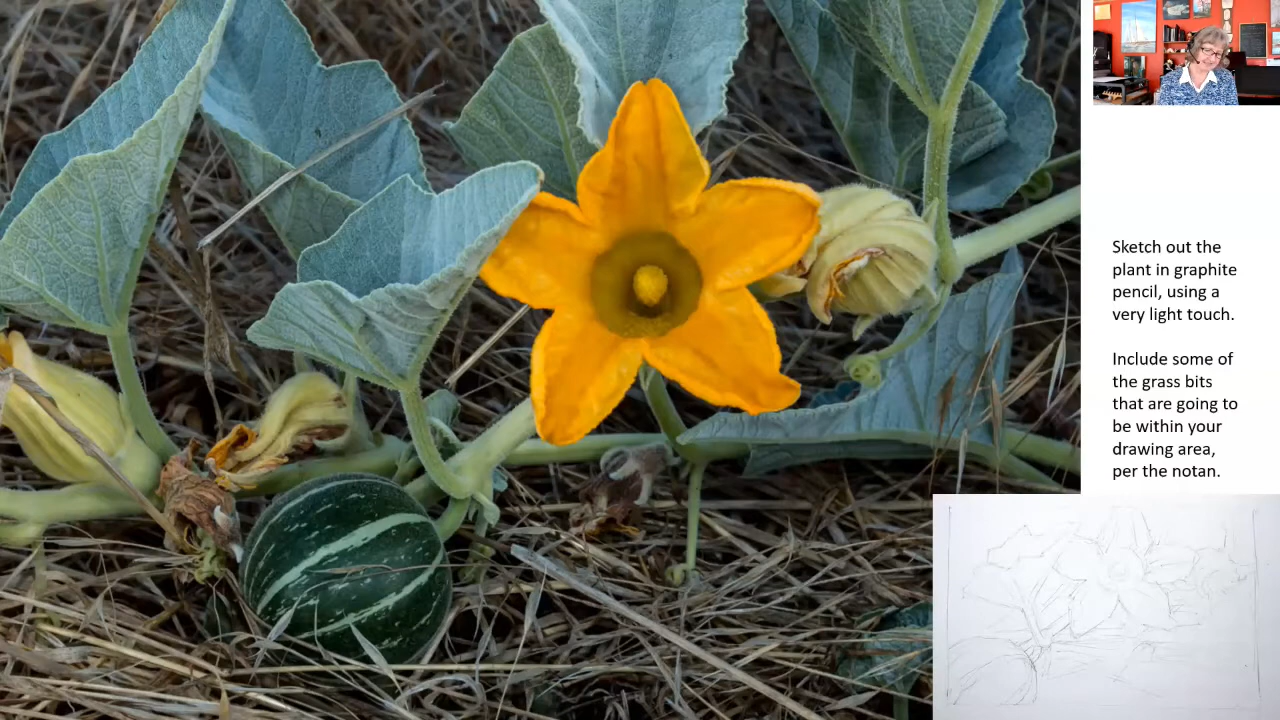 Sketch out the
plant in graphite
pencil, using a
very light touch.
Include some of
the grass bits
that are going to
be within your
drawing area,
per the notan.